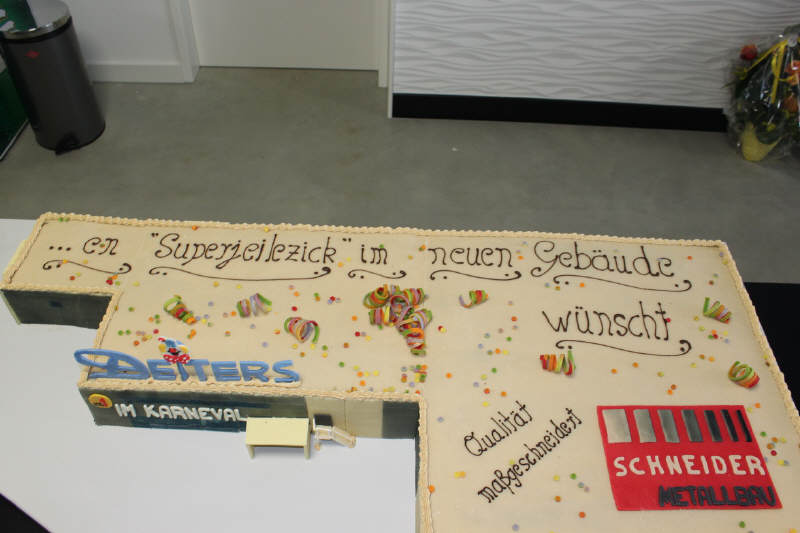 ... en "Superjeilezick" im neuen Gebäude
wünscht
DEITERS
IM KARNEVAL
Qualität
maßgeschneidert
SCHNEIDER
METALLBAU